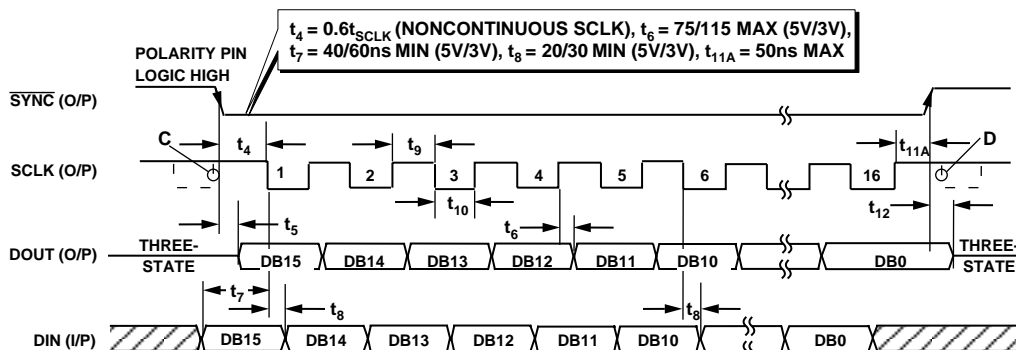 t4 = 0.6tSCLK (NONCONTINUOUS SCLK), t6 = 75/115 MAX (5V/3V),
t7 = 40/60ns MIN (5V/3V), t8 = 20/30 MIN (5V/3V), t11A = 50ns MAX
POLARITY PIN
LOGIC HIGH
SYNC (O/P)
C
t4
t9
t11A
D
SCLK (O/P)
1
2
3
4
5
6
16
t10
t12
t5
t6
THREE-
STATE
DOUT (O/P)
DB15
DB14
DB13
DB12
DB11
DB10
DB0
THREE-
STATE
t7
t8
t8
DIN (I/P)
DB15
DB14
DB13
DB12
DB11
DB10
DB0